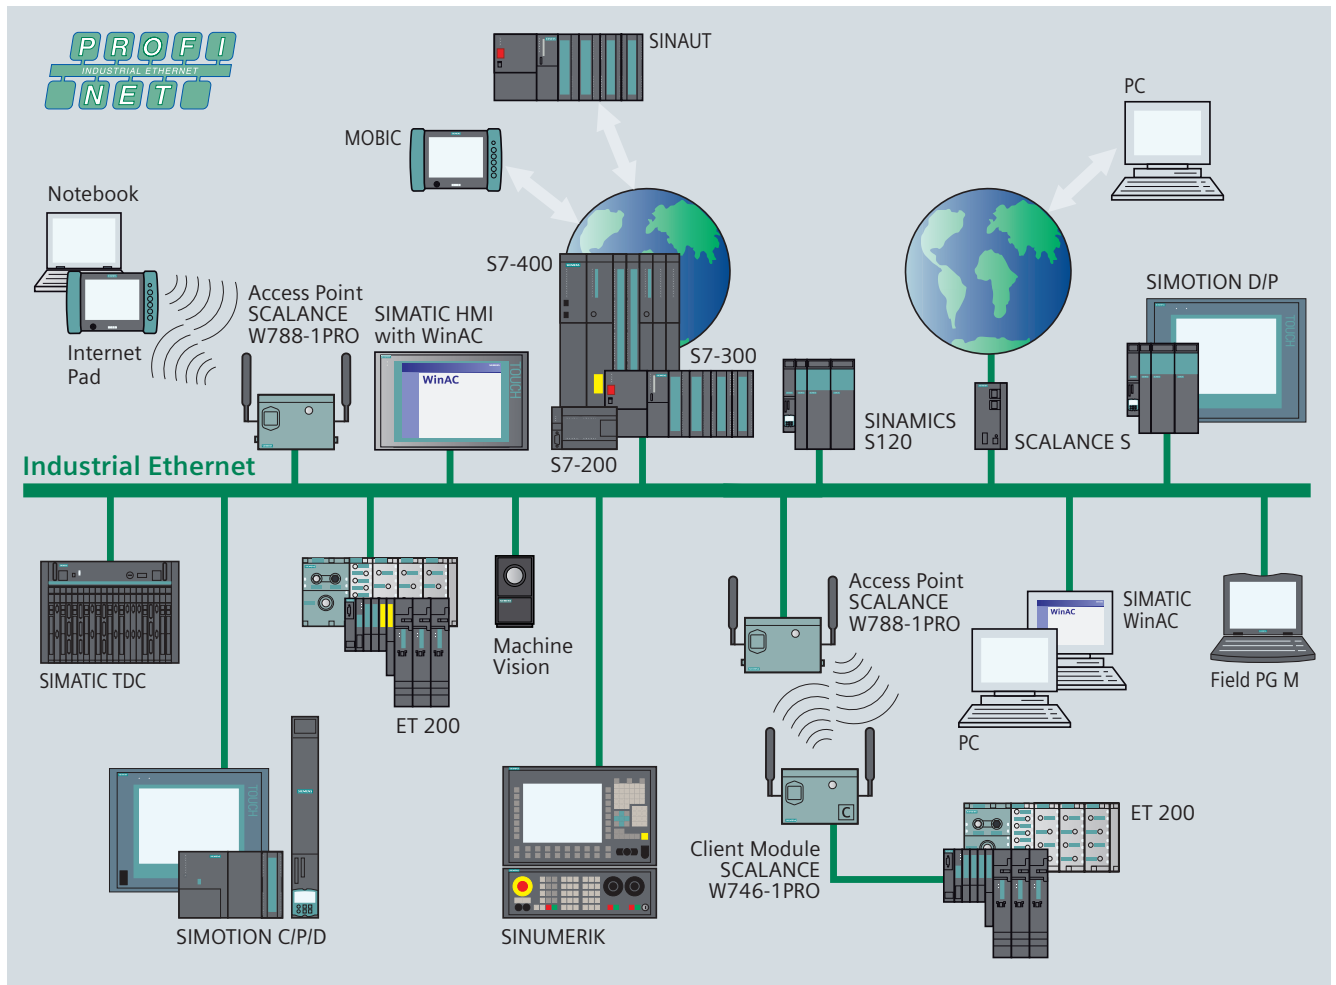 PROFI
INDUSTRIAL ETHERNET
NET
SINAUT
PC
MOBIC
Notebook
S7-400
SIMOTION D/P
Access Point
SCALANCE
W788-1PRO
SIMATIC HMI
with WinAC
Internet
Pad
S7-300
TOUCH
WinAC
TOUCH
SINAMICS
S120
SCALANCE S
S7-200
Industrial Ethernet
Access Point
SCALANCE
W788-1PRO
SIMATIC
WinAC
WinAC
Machine
Vision
SIMATIC TDC
Field PG M
ET 200
PC
TOUCH
C
ET 200
Client Module
SCALANCE
W746-1PRO
SIMOTION C/P/D
SINUMERIK